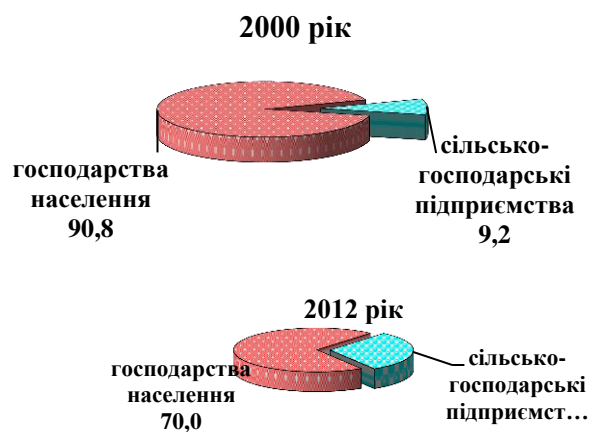 2000 рік
господарства
населення
90,8
сільсько-
господарські
підприємства
9,2
2012 рік
господарства
населення
70,0
сільсько-
господарські
підприємст...